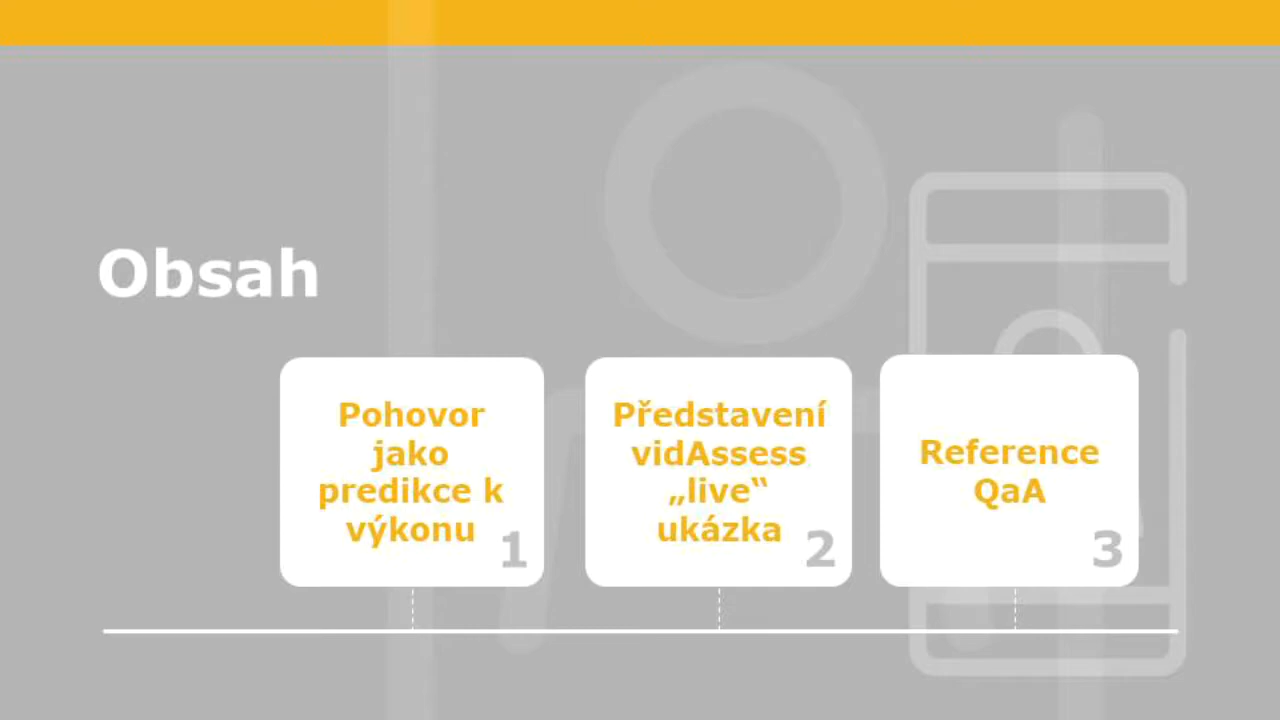 Obsah
Pohovor
jako
predikce k
výkonu
1
Představení
vidAssess
„live“
ukázka
2
Reference
QaA
3